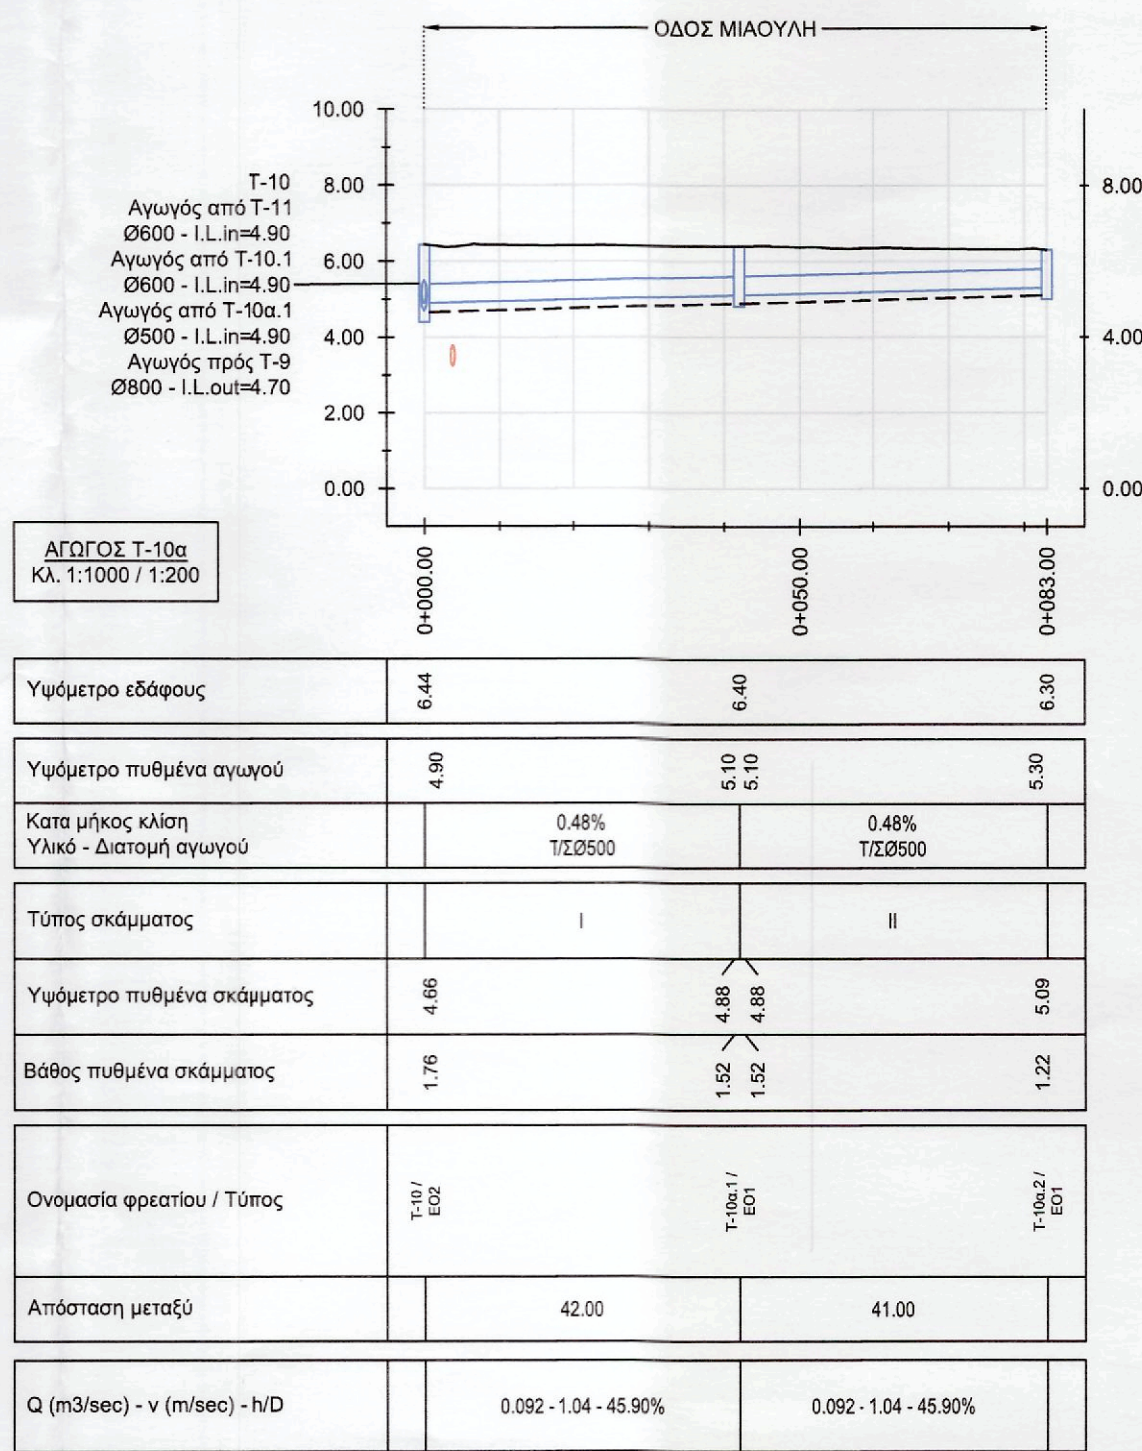 ΟΔΟΣ ΜΙΑΟΥΛΗ
10.00
8.00
6.00
4.00
2.00
0.00
8.00
4.00
0.00
Τ-10
Αγωγός από Τ-11
Ø600 - I.L.in=4.90
Αγωγός από Τ-10.1
Ø600 - I.L.in=4.90
Αγωγός από Τ-10α.1
Ø500 - I.L.in=4.90
Αγωγός πρός Τ-9
Ø800 - I.L.out=4.70
ΑΓΩΓΟΣ Τ-10α
Κλ. 1:1000 / 1:200
0+000.00
0+050.00
0+083.00
Υψόμετρο εδάφους
6.44
6.40
6.30
Υψόμετρο πυθμένα αγωγού
4.90
5.10
5.10
5.30
Κατα μήκος κλίση
Υλικό - Διατομή αγωγού
0.48%
Τ/ΣØ500
0.48%
Τ/ΣØ500
Τύπος σκάμματος
I
II
Υψόμετρο πυθμένα σκάμματος
4.66
4.88
4.88
5.09
Βάθος πυθμένα σκάμματος
1.76
1.52
1.52
1.22
Ονομασία φρεατίου / Τύπος
Τ-10 /
ΕΟ2
Τ-10α.1 /
ΕΟ1
Τ-10α.2 /
ΕΟ1
Απόσταση μεταξύ
42.00
41.00
Q (m3/sec) - v (m/sec) - h/D
0.092 - 1.04 - 45.90%
0.092 - 1.04 - 45.90%